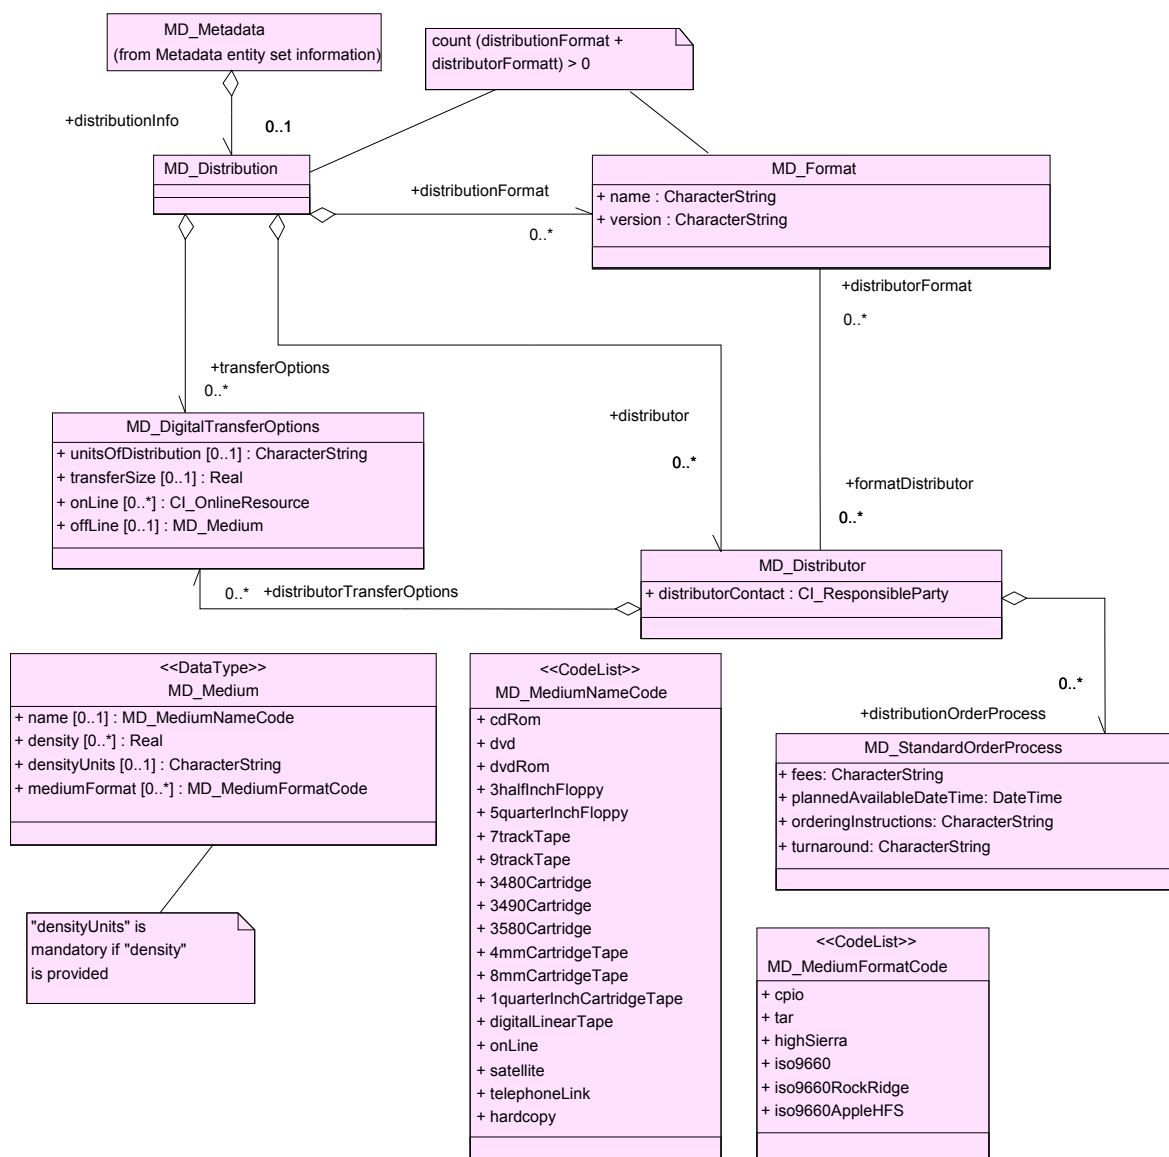 MD_Metadata
(from Metadata entity set information)
count (distributionFormat +
distributorFormatt) > 0
+distributionInfo
0..1
MD_Distribution
+distributionFormat
0..*
MD_Format
+ name : CharacterString
+ version : CharacterString
+distributorFormat
0..*
+transferOptions
0..*
MD_DigitalTransferOptions
+ unitsOfDistribution [0..1] : CharacterString
+ transferSize [0..1] : Real
+ onLine [0..*] : CI_OnlineResource
+ offLine [0..1] : MD_Medium
+distributor
0..*
+formatDistributor
0..*
MD_Distributor
+ distributorContact : CI_ResponsibleParty
0..* +distributorTransferOptions
0..*
+distributionOrderProcess
<<DataType>>
MD_Medium
+ name [0..1] : MD_MediumNameCode
+ density [0..*] : Real
+ densityUnits [0..1] : CharacterString
+ mediumFormat [0..*] : MD_MediumFormatCode
"densityUnits" is
mandatory if "density"
is provided
<<CodeList>>
MD_MediumNameCode
+ cdRom
+ dvd
+ dvdRom
+ 3halfInchFloppy
+ 5quarterInchFloppy
+ 7trackTape
+ 9trackTape
+ 3480Cartridge
+ 3490Cartridge
+ 3580Cartridge
+ 4mmCartridgeTape
+ 8mmCartridgeTape
+ 1quarterInchCartridgeTape
+ digitalLinearTape
+ onLine
+ satellite
+ telephoneLink
+ hardcopy
MD_StandardOrderProcess
+ fees: CharacterString
+ plannedAvailableDateTime: DateTime
+ orderingInstructions: CharacterString
+ turnaround: CharacterString
<<CodeList>>
MD_MediumFormatCode
+ cpio
+ tar
+ highSierra
+ iso9660
+ iso9660RockRidge
+ iso9660AppleHFS